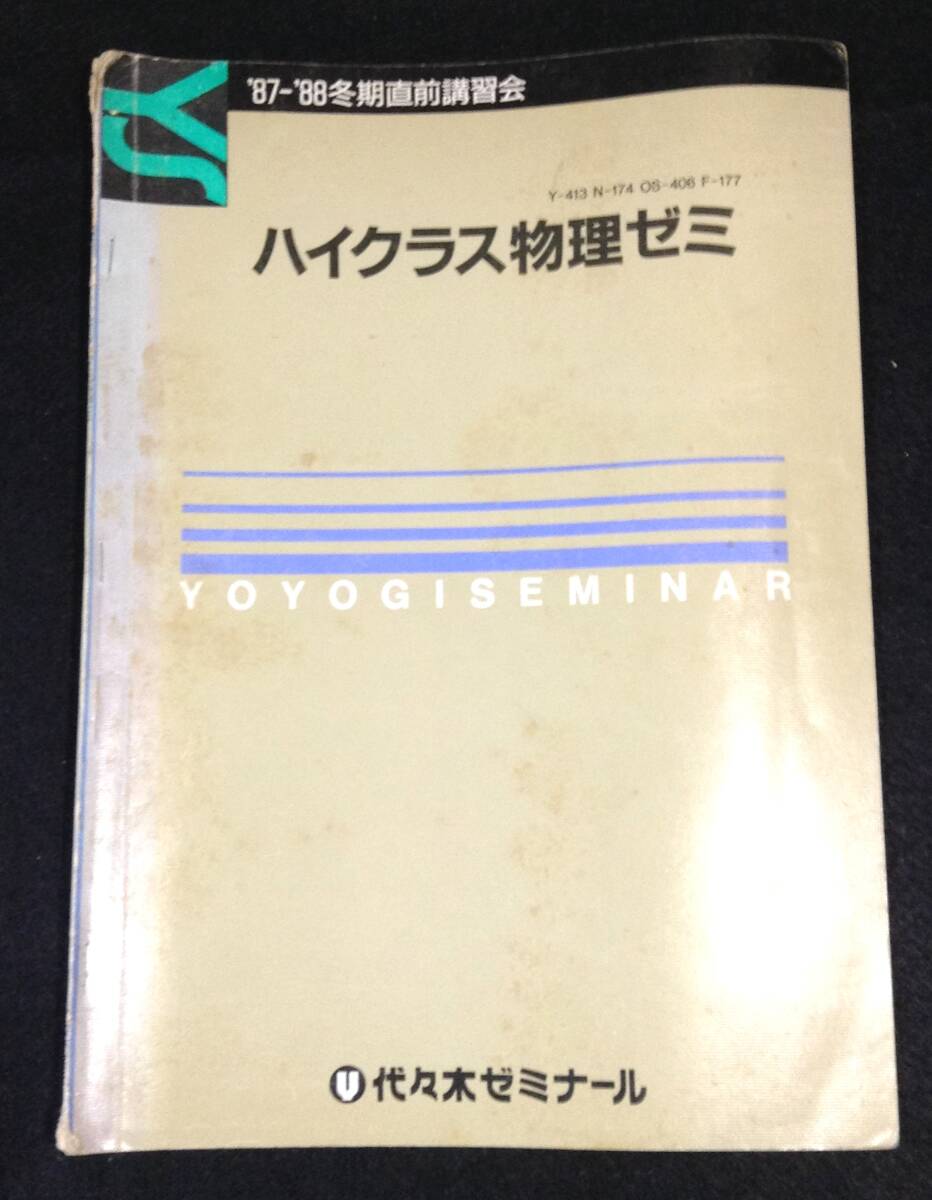 YS
'87-'88冬期直前講習会
Y-413 N-174 OS-406 F-177
ハイクラス物理ゼミ
YOYOGISEMINAR
代々木ゼミナール